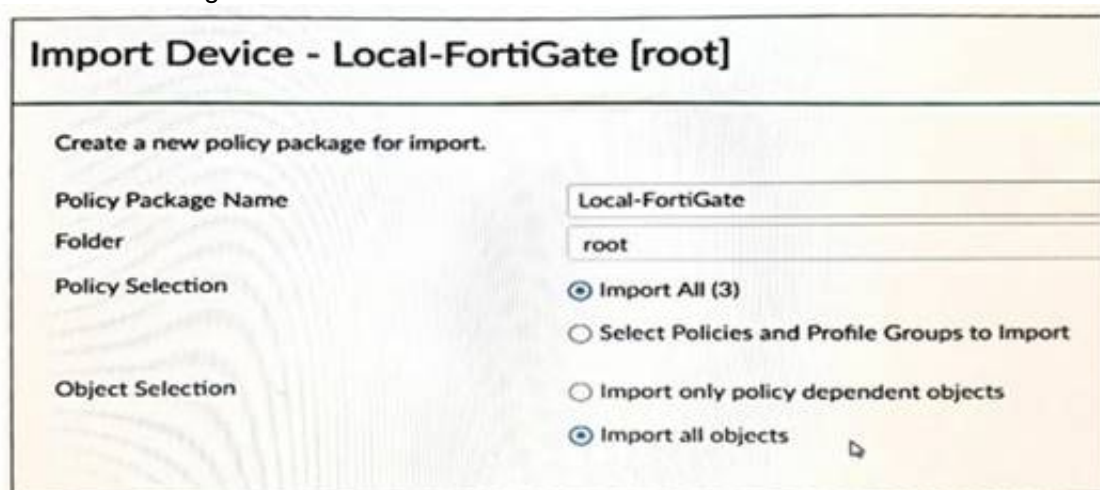 Import Device - Local-FortiGate [root]
Create a new policy package for import.
Policy Package Name
Local-FortiGate
Folder
root
Policy Selection
Import All (3)
Select Policies and Profile Groups to Import
Object Selection
Import only policy dependent objects
Import all objects